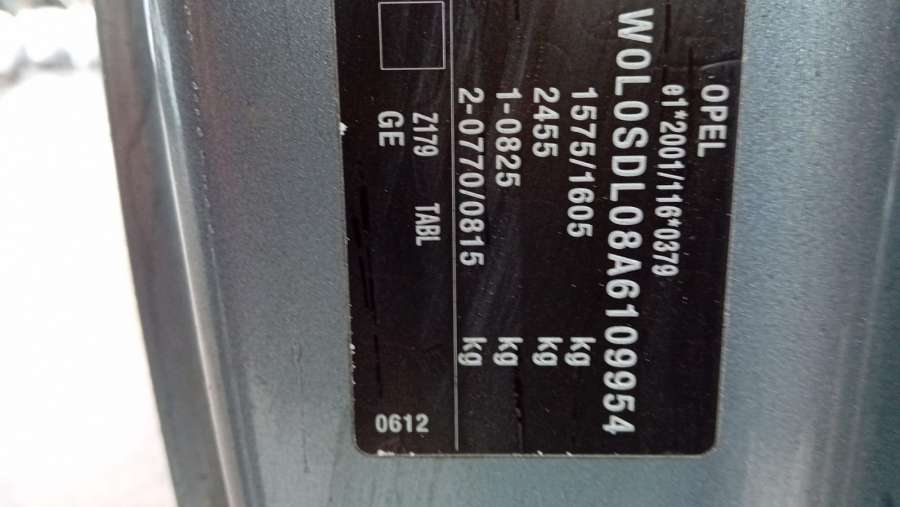 OPEL
e1*2001/116*0379
W0L0SDL08A6109954
1575/1605 kg
2455 kg
1-0825 kg
2-0770/0815 kg
Z179 TABL
GE 0612